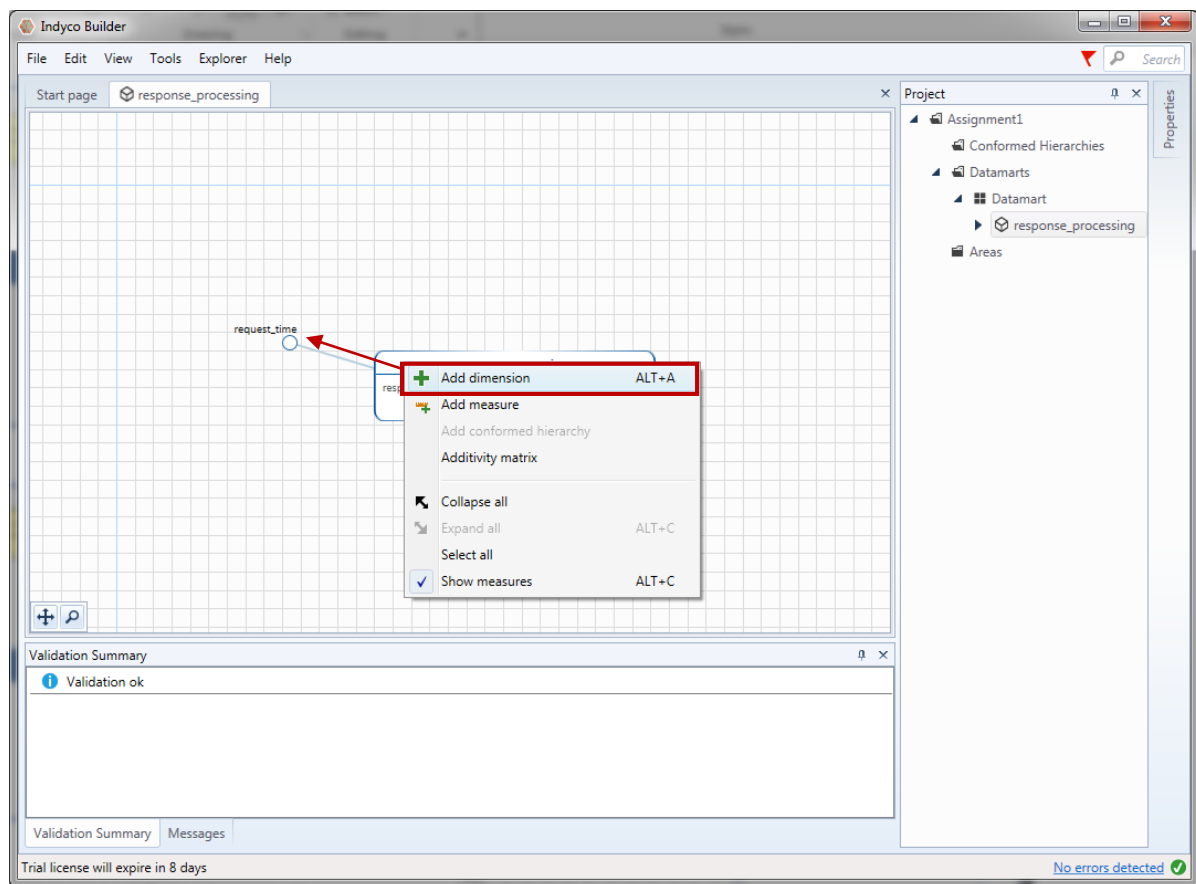 Indyco Builder
File Edit View Tools Explorer Help
Search
Start page response_processing
Project
Properties
Assignment1
Conformed Hierarchies
Datamarts
Datamart
response_processing
Areas
request_time
Add dimension ALT+A
Add measure
Add conformed hierarchy
Additivity matrix
Collapse all
Expand all ALT+C
Select all
Show measures ALT+C
Validation Summary
Validation ok
Validation Summary Messages
Trial license will expire in 8 days
No errors detected